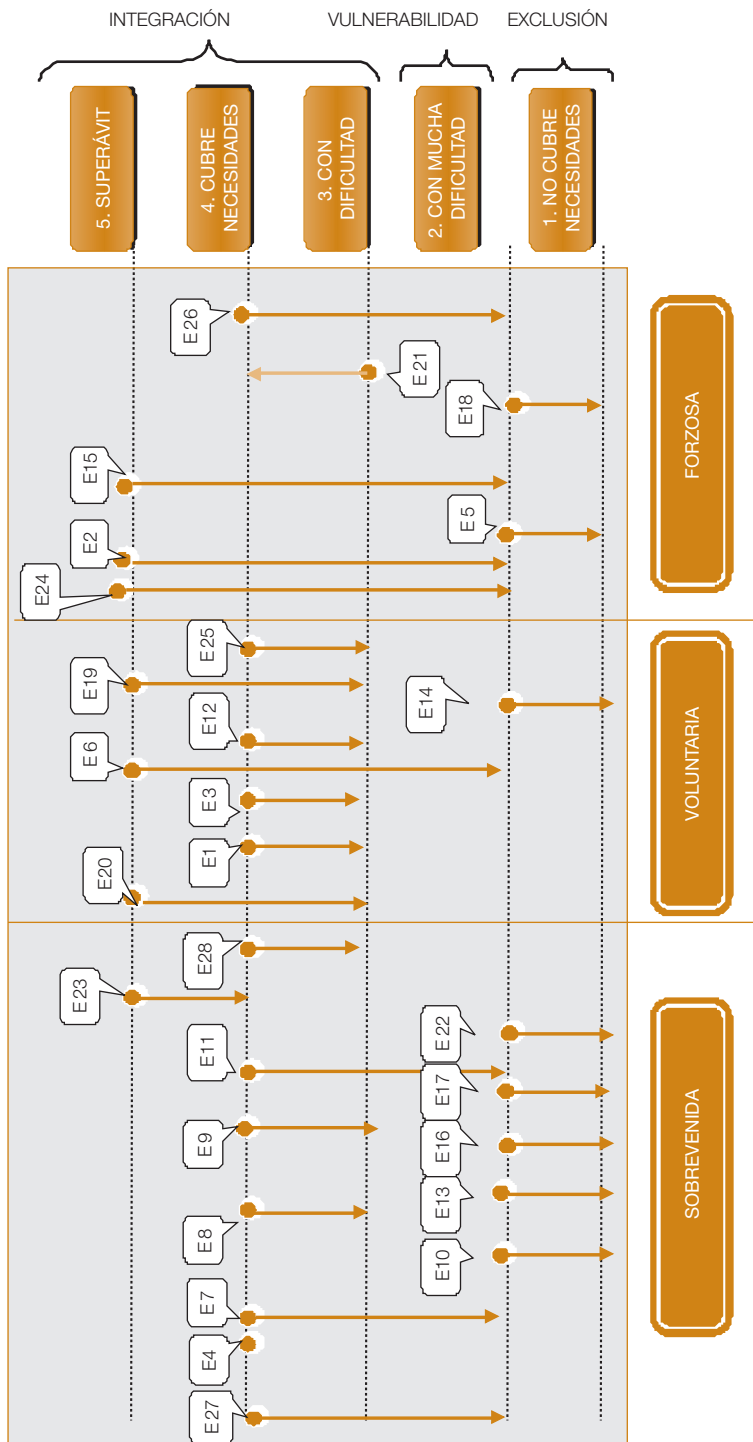 INTEGRACIÓN
VULNERABILIDAD
EXCLUSIÓN
5. SUPERÁVIT
4. CUBRE
NECESIDADES
3. CON
DIFICULTAD
2. CON MUCHA
DIFICULTAD
1. NO CUBRE
NECESIDADES
E26
E 21
E18
E15
E 5
E2
E24
E25
E19
E14
E12
E 6
E3
E1
E20
E28
E23
E22
E11
E17
E9
E16
E13
E8
E10
E7
E4
E27
FORZOSA
VOLUNTARIA
SOBREVENIDA